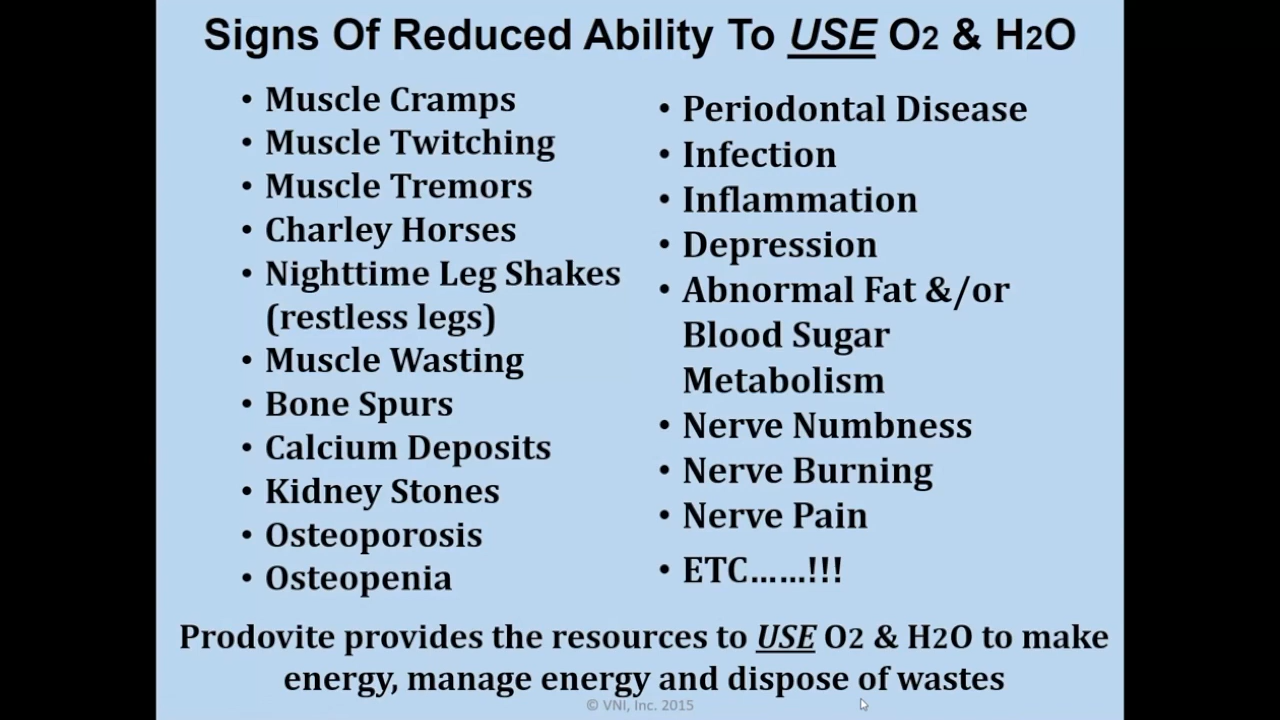 Signs Of Reduced Ability To USE O2 & H2O
• Muscle Cramps
• Muscle Twitching
• Muscle Tremors
• Charley Horses
• Nighttime Leg Shakes
(restless legs)
• Muscle Wasting
• Bone Spurs
• Calcium Deposits
• Kidney Stones
• Osteoporosis
• Osteopenia
• Periodontal Disease
• Infection
• Inflammation
• Depression
• Abnormal Fat &/or
Blood Sugar
Metabolism
• Nerve Numbness
• Nerve Burning
• Nerve Pain
• ETC……!!!
Prodovite provides the resources to USE O2 & H2O to make
energy, manage energy and dispose of wastes
© VNI, Inc. 2015